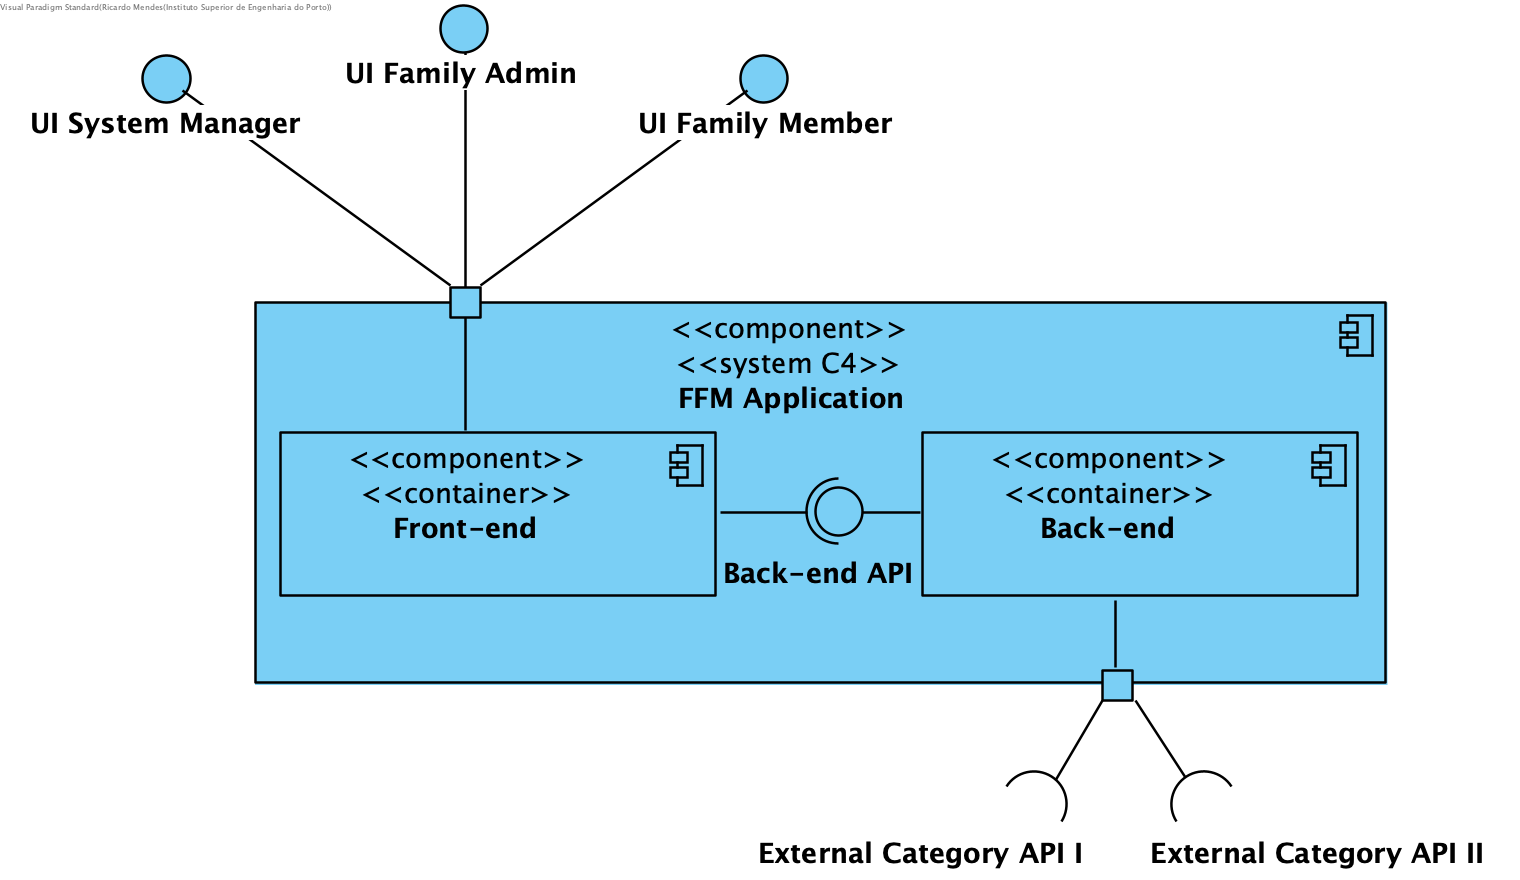 Visual Paradigm Standard(Ricardo Mendes(Instituto Superior de Engenharia do Porto))
UI Family Admin
UI System Manager
UI Family Member
<<component>>
<<system C4>>
FFM Application
<<component>>
<<container>>
Front-end
<<component>>
<<container>>
Back-end
Back-end API
External Category API I
External Category API II